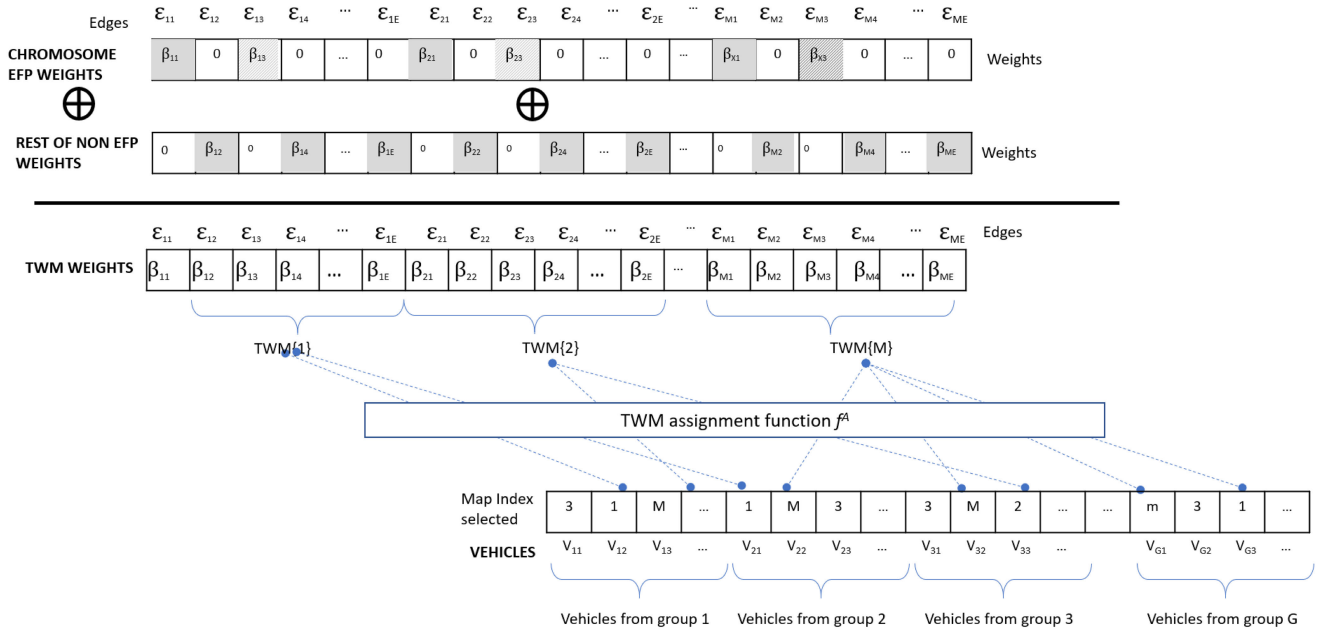 Edges ε11 ε12 ε13 ε14 ... ε1E ε21 ε22 ε23 ε24 ... ε2E ... εM1 εM2 εM3 εM4 ... εME
CHROMOSOME
EFP WEIGHTS
β11 0 β13 0 ... 0 β21 0 β23 0 ... 0 ... βX1 0 βX3 0 ... 0 Weights
⊕ ⊕
REST OF NON EFP
WEIGHTS
0 β12 0 β14 ... β1E 0 β22 0 β24 ... β2E ... 0 βM2 0 βM4 ... βME Weights
ε11 ε12 ε13 ε14 ... ε1E ε21 ε22 ε23 ε24 ... ε2E ... εM1 εM2 εM3 εM4 ... εME Edges
TWM WEIGHTS β11 β12 β13 β14 ... β1E β21 β22 β23 β24 ... β2E ... βM1 βM2 βM3 βM4 ... βME
TWM{1} TWM{2} TWM{M}
TWM assignment function fA
Map Index
selected
3 1 M ... 1 M 3 ... 3 M 2 ... ... m 3 1 ...
VEHICLES V11 V12 V13 ... V21 V22 V23 ... V31 V32 V33 ... VG1 VG2 VG3 ...
Vehicles from group 1 Vehicles from group 2 Vehicles from group 3 Vehicles from group G